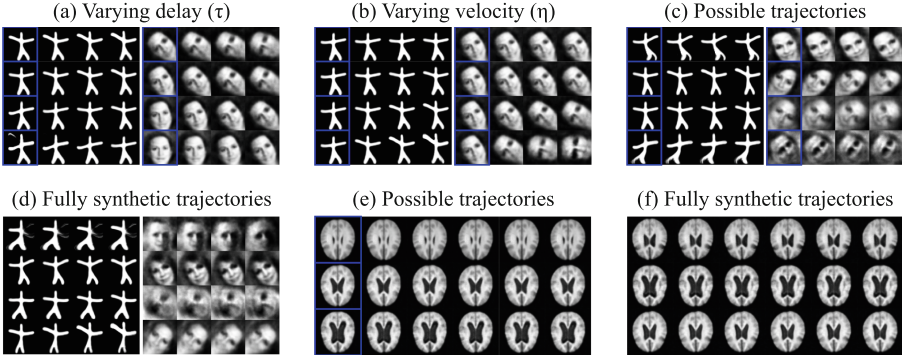 (a) Varying delay (τ)
(b) Varying velocity (η)
(c) Possible trajectories
(d) Fully synthetic trajectories
(e) Possible trajectories
(f) Fully synthetic trajectories